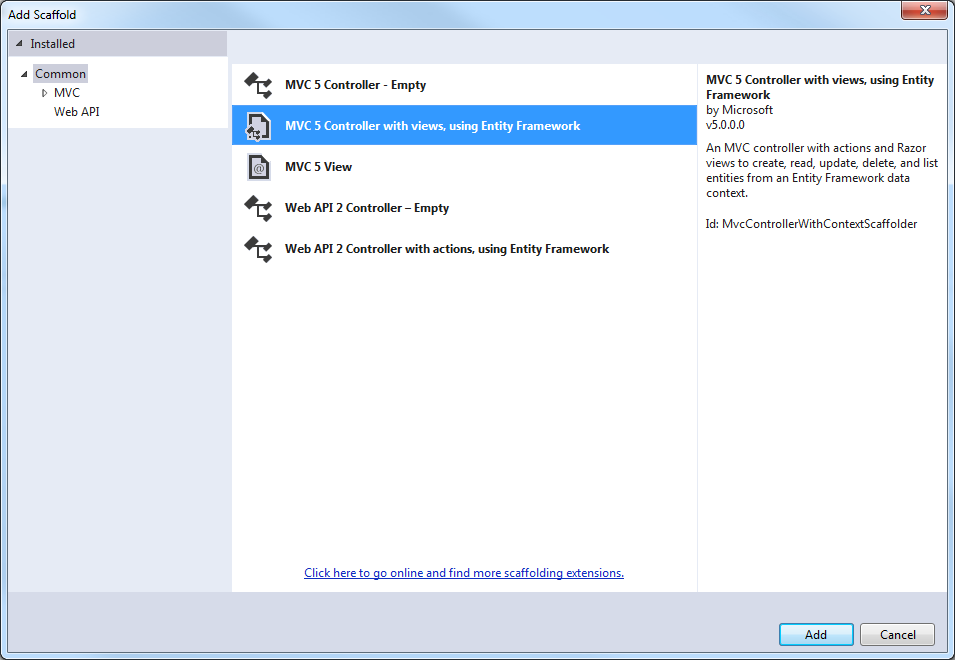 Add Scaffold
Installed
Common
MVC
Web API
MVC 5 Controller - Empty
MVC 5 Controller with views, using Entity Framework
MVC 5 View
Web API 2 Controller – Empty
Web API 2 Controller with actions, using Entity Framework
Click here to go online and find more scaffolding extensions.
MVC 5 Controller with views, using Entity
Framework
by Microsoft
v5.0.0.0
An MVC controller with actions and Razor
views to create, read, update, delete, and list
entities from an Entity Framework data
context.
Id: MvcControllerWithContextScaffolder
Add
Cancel